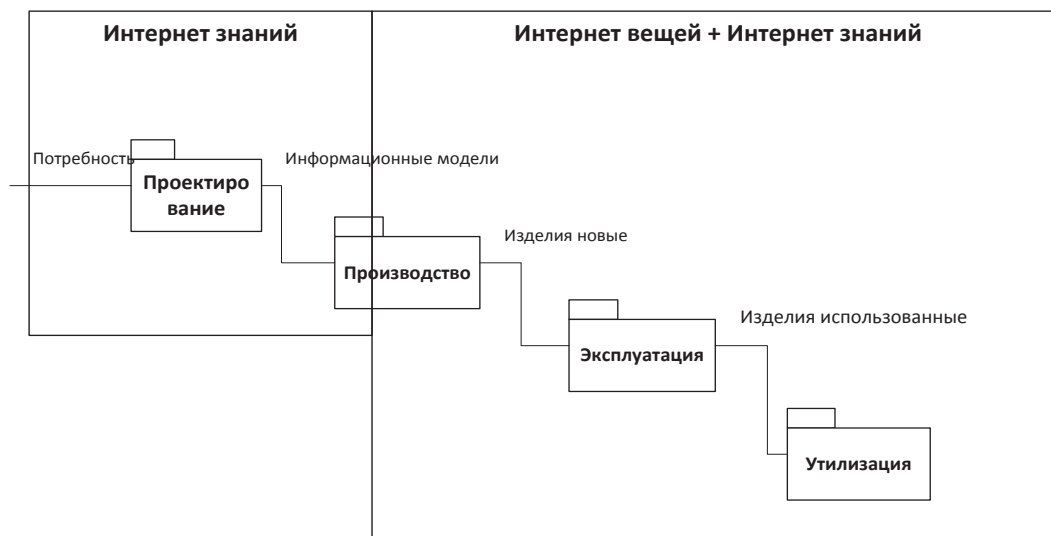 Интернет знаний
Интернет вещей + Интернет знаний
Потребность
Информационные модели
Проектиро
вание
Изделия новые
Производство
Изделия использованные
Эксплуатация
Утилизация